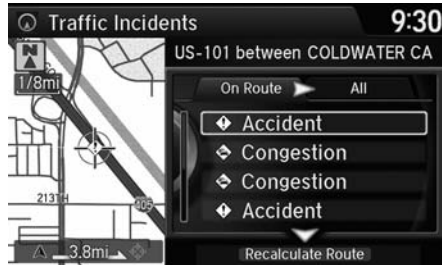 Traffic Incidents
9:30
N
US-101 between COLDWATER CA
1/8mi
On Route
All
Accident
Congestion
Congestion
213TH
405
Accident
3.8mi
Recalculate Route